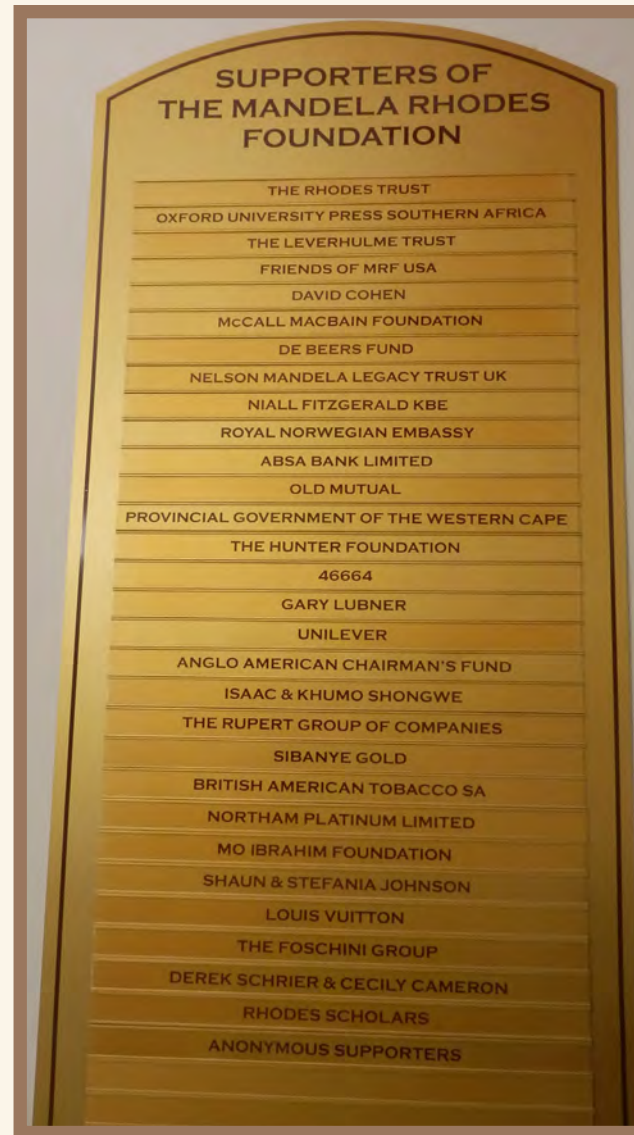 SUPPORTERS OF
THE MANDELA RHODES
FOUNDATION
THE RHODES TRUST
OXFORD UNIVERSITY PRESS SOUTHERN AFRICA
THE LEVERHULME TRUST
FRIENDS OF MRF USA
DAVID COHEN
McCALL MACBAIN FOUNDATION
DE BEERS FUND
NELSON MANDELA LEGACY TRUST UK
NIALL FITZGERALD KBE
ROYAL NORWEGIAN EMBASSY
ABSA BANK LIMITED
OLD MUTUAL
PROVINCIAL GOVERNMENT OF THE WESTERN CAPE
THE HUNTER FOUNDATION
46664
GARY LUBNER
UNILEVER
ANGLO AMERICAN CHAIRMAN'S FUND
ISAAC & KHUMO SHONGWE
THE RUPERT GROUP OF COMPANIES
SIBANYE GOLD
BRITISH AMERICAN TOBACCO SA
NORTHAM PLATINUM LIMITED
MO IBRAHIM FOUNDATION
SHAUN & STEFANIA JOHNSON
LOUIS VUITTON
THE FOSCHINI GROUP
DEREK SCHRIER & CECILY CAMERON
RHODES SCHOLARS
ANONYMOUS SUPPORTERS